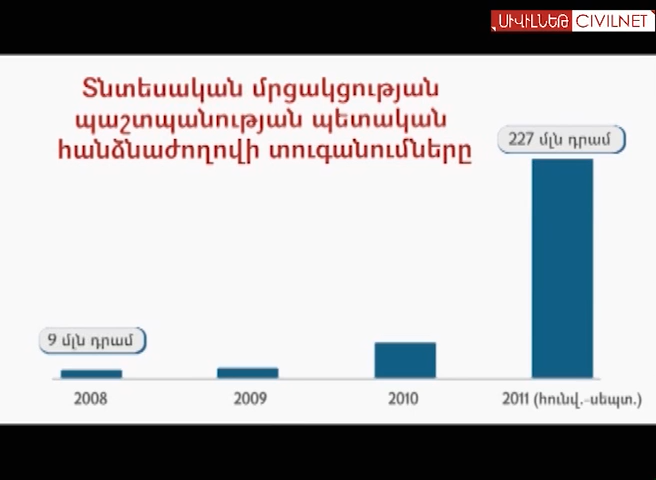 ՍԻՎԻԼՆԵԹ CIVILNET
Տնտեսական մրցակցության
պաշտպանության պետական
հանձնաժողովի տուգանումները
227 մլն դրամ
9 մլն դրամ
2008 2009 2010 2011 (հունվ.-սեպտ.)